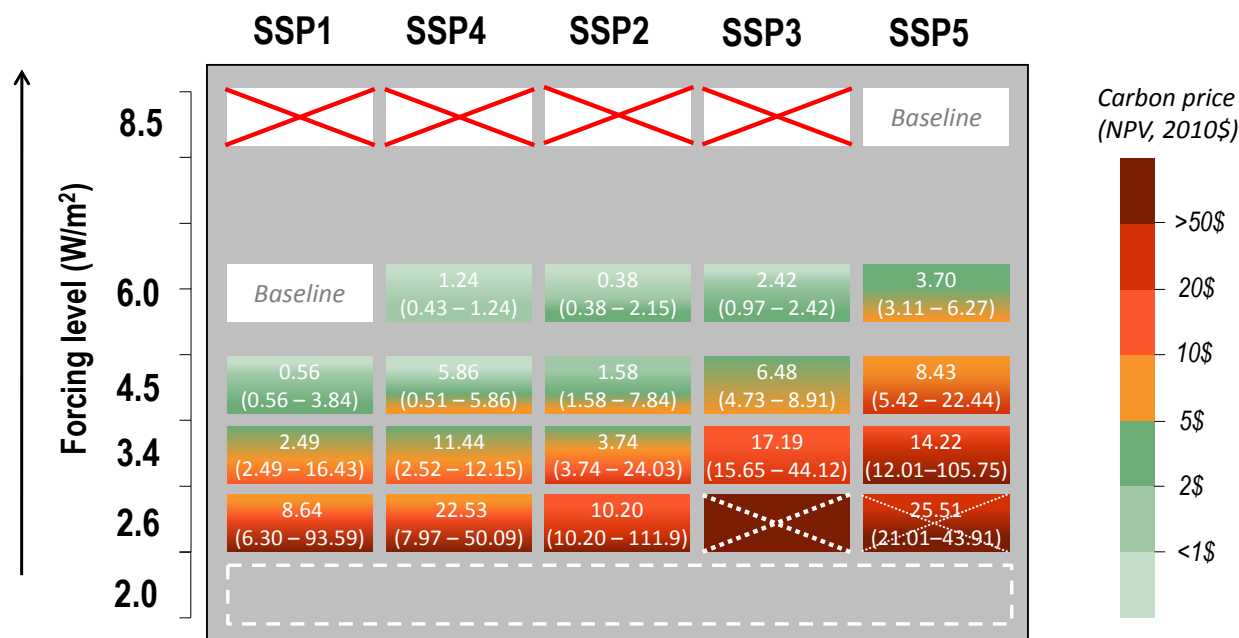 SSP1 SSP4 SSP2 SSP3 SSP5
Forcing level (W/m²)
8.5
Baseline
6.0
Baseline
1.24
(0.43 – 1.24)
0.38
(0.38 – 2.15)
2.42
(0.97 – 2.42)
3.70
(3.11 – 6.27)
4.5
0.56
(0.56 – 3.84)
5.86
(0.51 – 5.86)
1.58
(1.58 – 7.84)
6.48
(4.73 – 8.91)
8.43
(5.42 – 22.44)
3.4
2.49
(2.49 – 16.43)
11.44
(2.52 – 12.15)
3.74
(3.74 – 24.03)
17.19
(15.65 – 44.12)
14.22
(12.01–105.75)
2.6
8.64
(6.30 – 93.59)
22.53
(7.97 – 50.09)
10.20
(10.20 – 111.9)
25.51
(21.01–43.91)
2.0
Carbon price
(NPV, 2010$)
>50$
20$
10$
5$
2$
<1$